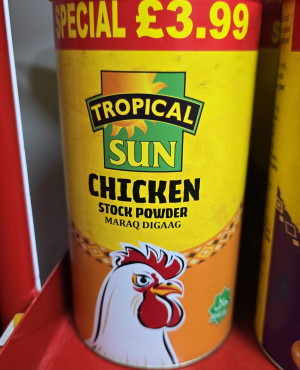 SPECIAL £3.99
TROPICAL
SUN
CHICKEN
STOCK POWDER
MARAQ DIGAAG